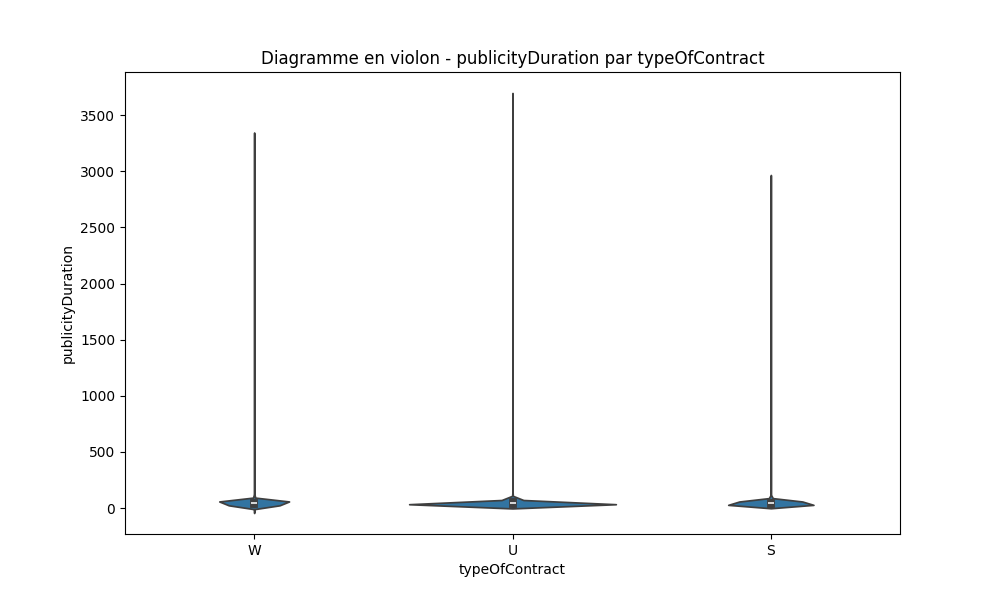 Diagramme en violon - publicityDuration par typeOfContract
3500
3000
2500
2000
1500
1000
500
0
publicityDuration
W U S
typeOfContract